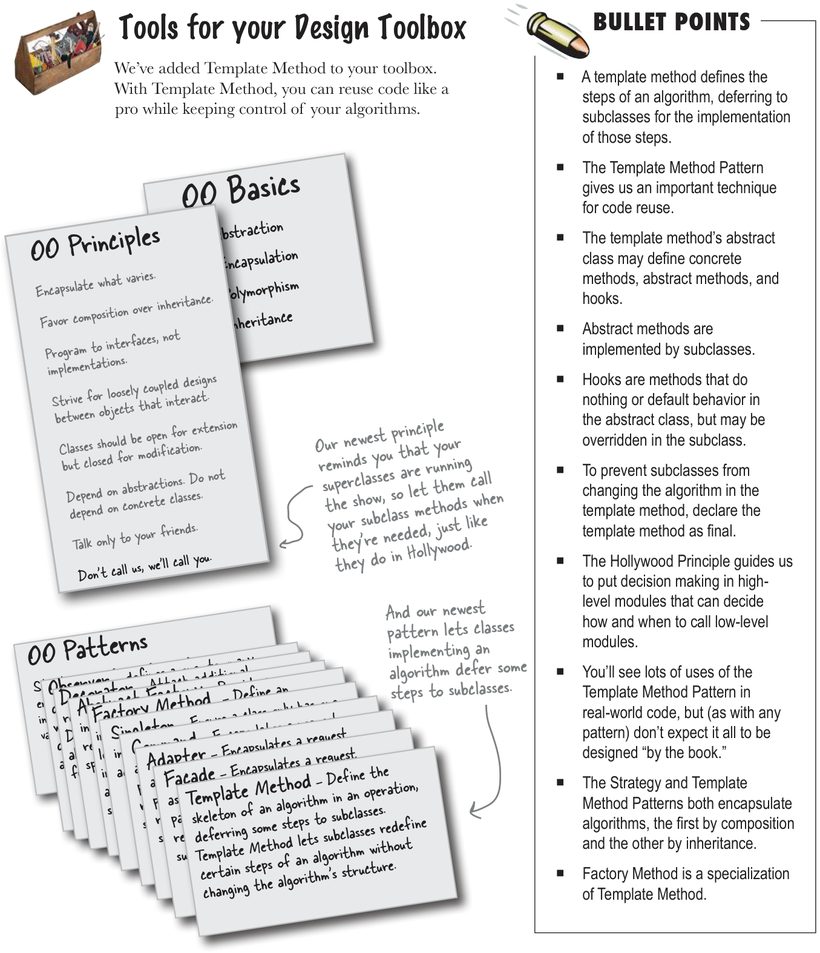 Tools for your Design Toolbox
We've added Template Method to your toolbox.
With Template Method, you can reuse code like a
pro while keeping control of your algorithms.
OO Basics
bstraction
ncapsulation
olymorphism
nheritance
OO Principles
Encapsulate what varies.
Favor composition over inheritance.
Program to interfaces, not
implementations.
Strive for loosely coupled designs
between objects that interact.
Classes should be open for extension
but closed for modification.
Depend on abstractions. Do not
depend on concrete classes.
Talk only to your friends.
Don't call us, we'll call you.
Our newest principle
reminds you that your
superclasses are running
the show, so let them call
your subclass methods when
they're needed, just like
they do in Hollywood.
And our newest
pattern lets classes
implementing an
algorithm defer some
steps to subclasses.
OO Patterns
Observer
Decorator - Attach additional
Abstract Factory
Factory Method – Define an
Singleton
Command
Adapter – Encapsulates a request
Facade – Encapsulates a request
Template Method – Define the
skeleton of an algorithm in an operation,
deferring some steps to subclasses.
Template Method lets subclasses redefine
certain steps of an algorithm without
changing the algorithm's structure.
BULLET POINTS
▪ A template method defines the
steps of an algorithm, deferring to
subclasses for the implementation
of those steps.
▪ The Template Method Pattern
gives us an important technique
for code reuse.
▪ The template method's abstract
class may define concrete
methods, abstract methods, and
hooks.
▪ Abstract methods are
implemented by subclasses.
▪ Hooks are methods that do
nothing or default behavior in
the abstract class, but may be
overridden in the subclass.
▪ To prevent subclasses from
changing the algorithm in the
template method, declare the
template method as final.
▪ The Hollywood Principle guides us
to put decision making in high-
level modules that can decide
how and when to call low-level
modules.
▪ You'll see lots of uses of the
Template Method Pattern in
real-world code, but (as with any
pattern) don't expect it all to be
designed “by the book.”
▪ The Strategy and Template
Method Patterns both encapsulate
algorithms, the first by composition
and the other by inheritance.
▪ Factory Method is a specialization
of Template Method.